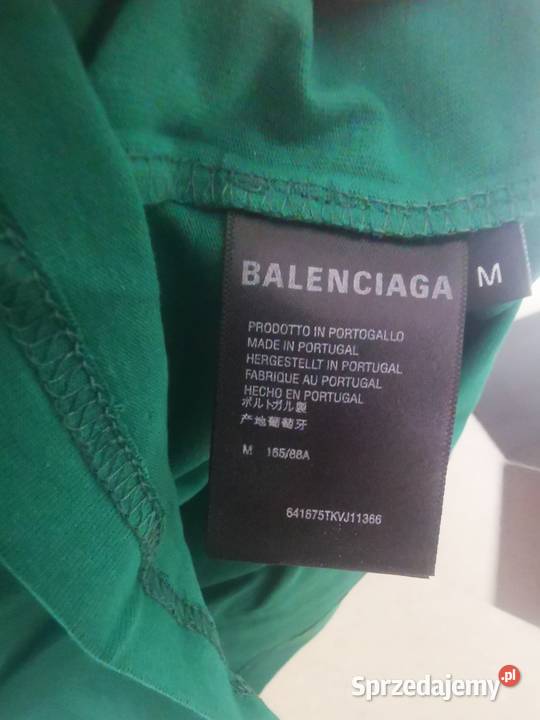 BALENCIAGA
M
PRODOTTO IN PORTOGALLO
MADE IN PORTUGAL
HERGESTELLT IN PORTUGAL
FABRIQUE AU PORTUGAL
HECHO EN PORTUGAL
ポルトガル製
产地葡萄牙
M 165/88A
641675TKVJ11366
Sprzedajemy.pl